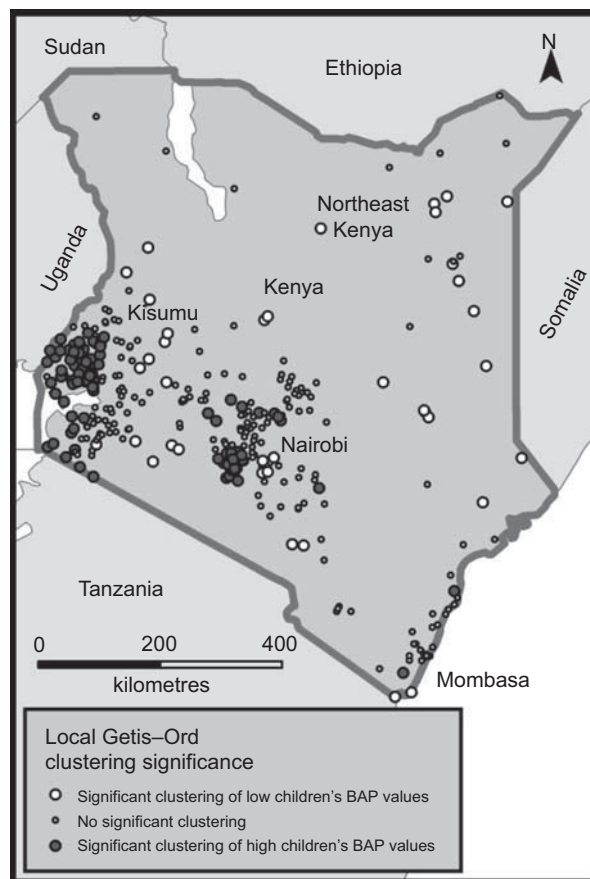 Sudan
Ethiopia
N
Northeast
Kenya
Uganda
Kenya
Kisumu
Somalia
Nairobi
Tanzania
0 200 400
kilometres
Mombasa
Local Getis–Ord
clustering significance
Significant clustering of low children's BAP values
No significant clustering
Significant clustering of high children's BAP values